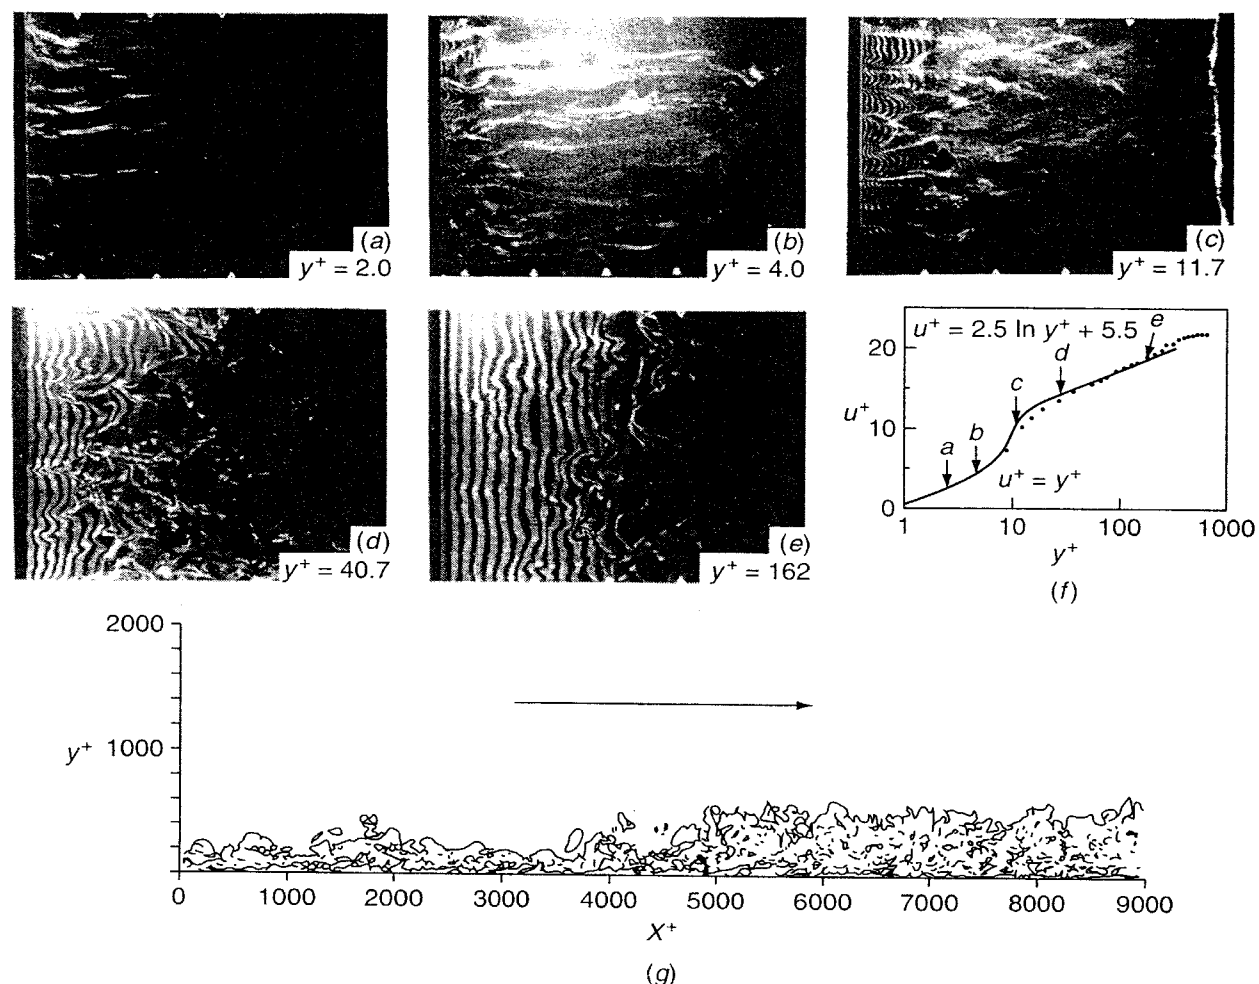 (a)
y⁺ = 2.0
(b)
y⁺ = 4.0
(c)
y⁺ = 11.7
(d)
y⁺ = 40.7
(e)
y⁺ = 162
u⁺ = 2.5 ln y⁺ + 5.5
e
20
d
c
u⁺
10
b
a
u⁺ = y⁺
0
1 10 100 1000
y⁺
(f)
2000
y⁺ 1000
0 1000 2000 3000 4000 5000 6000 7000 8000 9000
X⁺
(g)